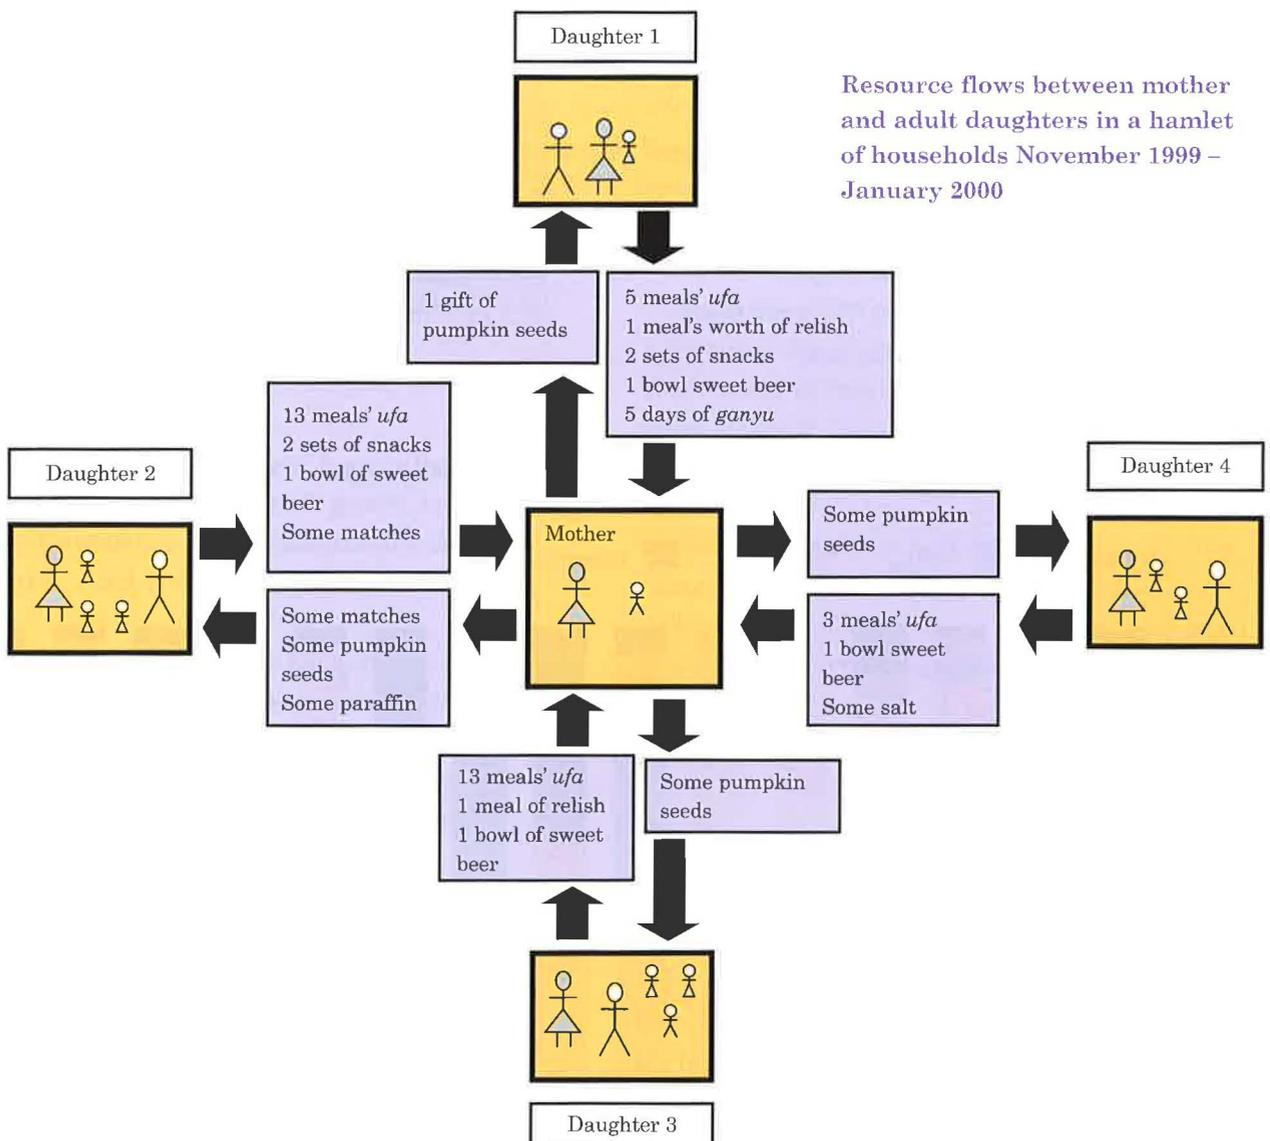 Daughter 1
Resource flows between mother
and adult daughters in a hamlet
of households November 1999 –
January 2000
1 gift of
pumpkin seeds
5 meals' ufa
1 meal's worth of relish
2 sets of snacks
1 bowl sweet beer
5 days of ganyu
13 meals' ufa
2 sets of snacks
1 bowl of sweet
beer
Some matches
Daughter 2
Daughter 4
Mother
Some pumpkin
seeds
Some matches
Some pumpkin
seeds
Some paraffin
3 meals' ufa
1 bowl sweet
beer
Some salt
13 meals' ufa
1 meal of relish
1 bowl of sweet
beer
Some pumpkin
seeds
Daughter 3